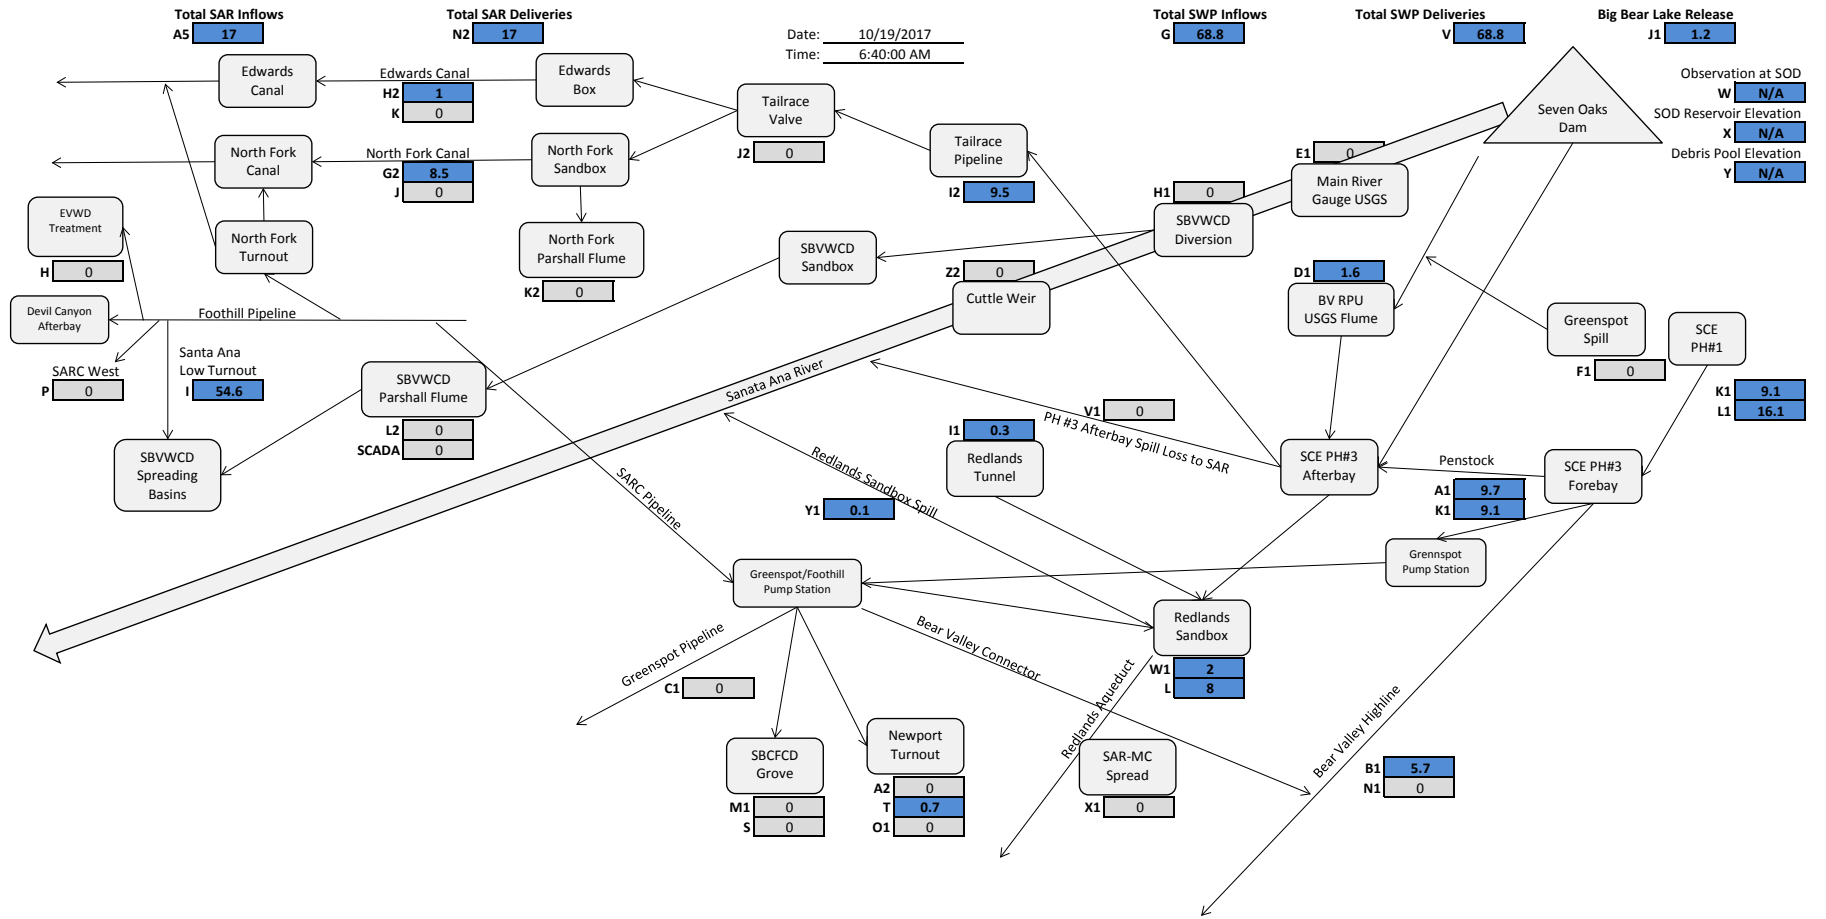 Total SAR Inflows
A5 17
Total SAR Deliveries
N2 17
Date: 10/19/2017
Time: 6:40:00 AM
Total SWP Inflows
G 68.8
Total SWP Deliveries
V 68.8
Big Bear Lake Release
J1 1.2
Edwards
Canal
Edwards Canal
H2 1
K 0
Edwards
Box
Tailrace
Valve
J2 0
Tailrace
Pipeline
I2 9.5
Seven Oaks
Dam
Observation at SOD
W N/A
SOD Reservoir Elevation
X N/A
Debris Pool Elevation
Y N/A
North Fork
Canal
North Fork Canal
G2 8.5
J 0
North Fork
Sandbox
E1 0
Main River
Gauge USGS
H1 0
SBVWCD
Diversion
EVWD
Treatment
H 0
North Fork
Turnout
North Fork
Parshall Flume
K2 0
SBVWCD
Sandbox
Z2 0
Cuttle Weir
D1 1.6
BV RPU
USGS Flume
Greenspot
Spill
F1 0
SCE
PH#1
K1 9.1
L1 16.1
Devil Canyon
Afterbay
Foothill Pipeline
SARC West
P 0
Santa Ana
Low Turnout
I 54.6
SBVWCD
Parshall Flume
L2 0
SCADA 0
Sanata Ana River
V1 0
PH #3 Afterbay Spill Loss to SAR
I1 0.3
Redlands
Tunnel
SCE PH#3
Afterbay
Penstock
A1 9.7
K1 9.1
SCE PH#3
Forebay
SBVWCD
Spreading
Basins
SARC Pipeline
Redlands Sandbox Spill
Y1 0.1
Grennspot
Pump Station
Greenspot/Foothill
Pump Station
Redlands
Sandbox
W1 2
L 8
Greenspot Pipeline
C1 0
Bear Valley Connector
Redlands Aqueduct
Bear Valley Highline
SBCFCD
Grove
M1 0
S 0
Newport
Turnout
A2 0
T 0.7
O1 0
SAR-MC
Spread
X1 0
B1 5.7
N1 0